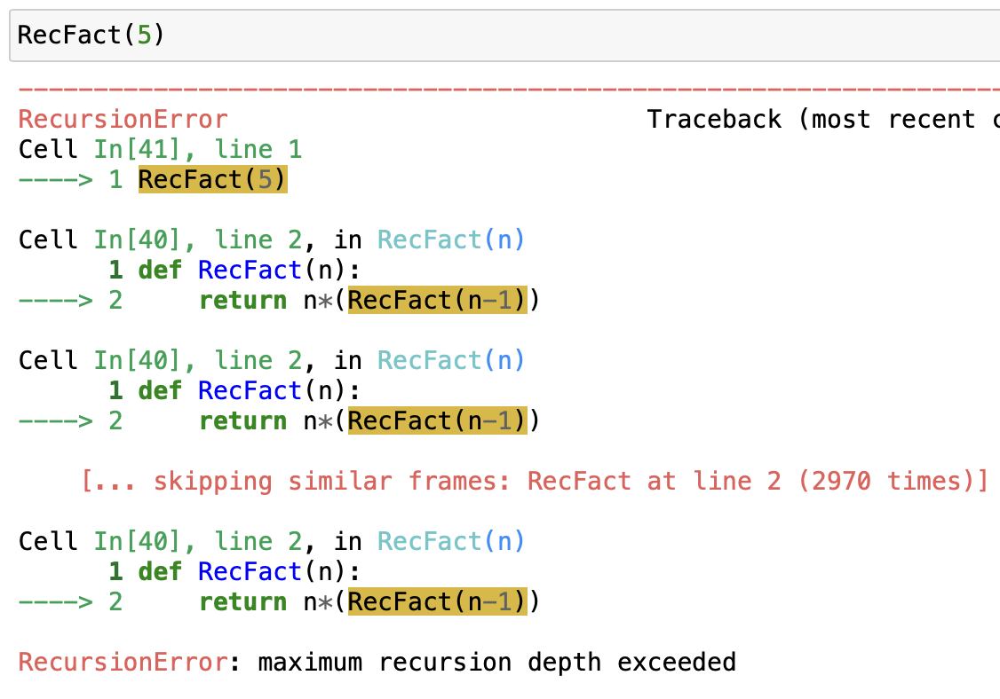 RecFact(5)
---------------------------------------------------------------------------
RecursionError                            Traceback (most recent
Cell In[41], line 1
----> 1 RecFact(5)

Cell In[40], line 2, in RecFact(n)
      1 def RecFact(n):
----> 2     return n*(RecFact(n-1))

Cell In[40], line 2, in RecFact(n)
      1 def RecFact(n):
----> 2     return n*(RecFact(n-1))

    [... skipping similar frames: RecFact at line 2 (2970 times)]

Cell In[40], line 2, in RecFact(n)
      1 def RecFact(n):
----> 2     return n*(RecFact(n-1))

RecursionError: maximum recursion depth exceeded